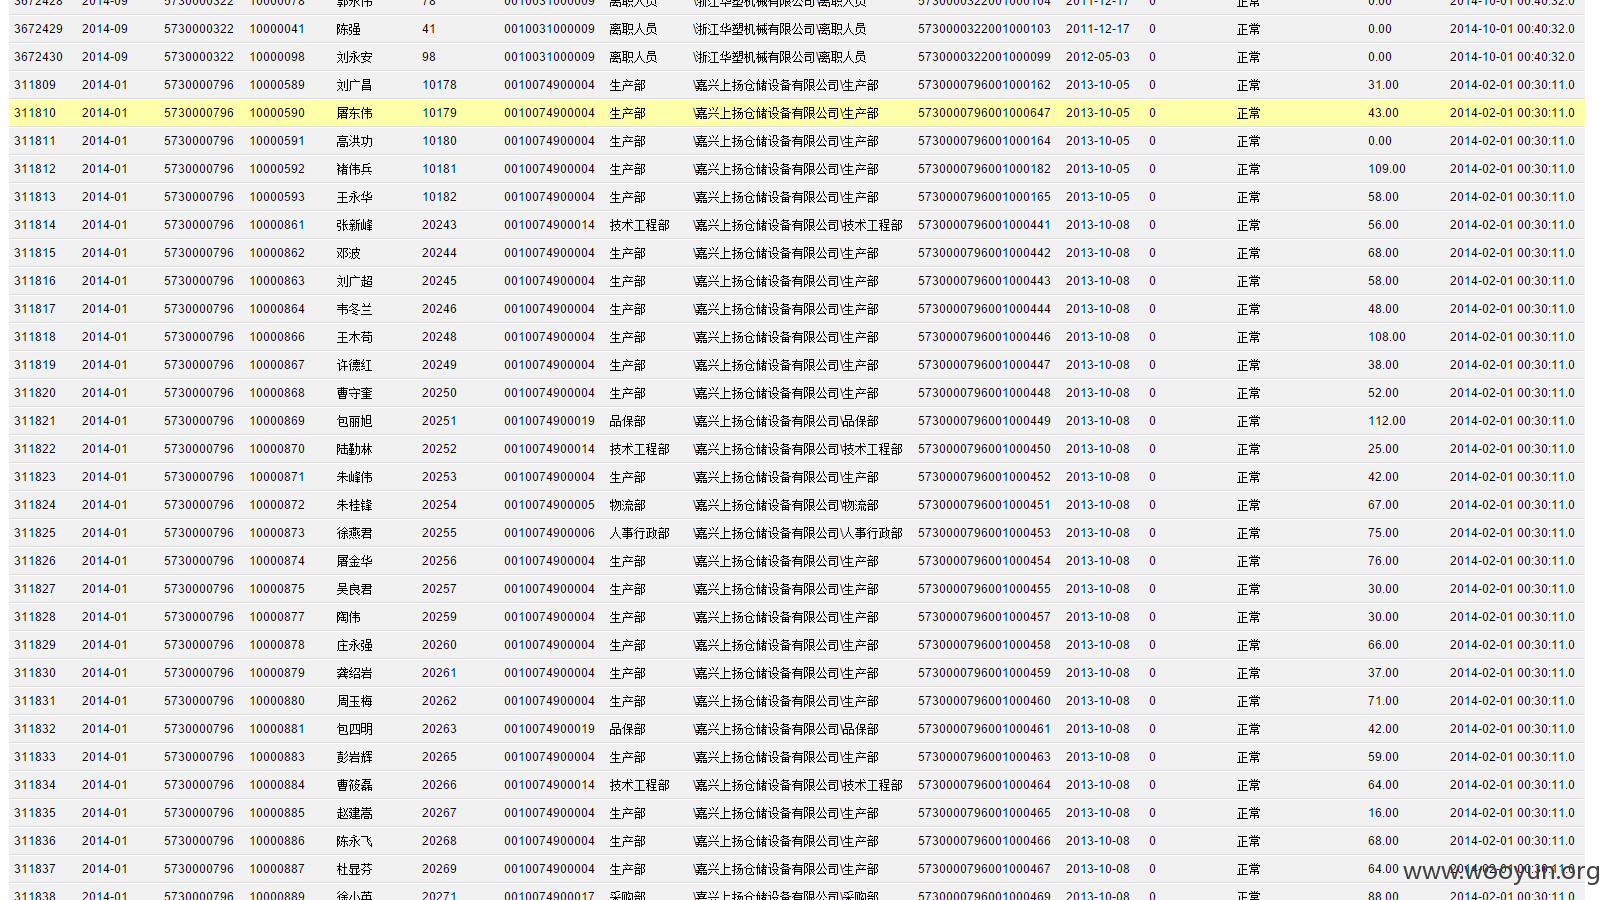 3672428 2014-09 5730000322 10000078 郭永伟 78 0010031000009 离职人员 \浙江华塑机械有限公司\离职人员 5730000322001000104 2011-12-17 0 正常 0.00 2014-10-01 00:40:32.0
3672429 2014-09 5730000322 10000041 陈强 41 0010031000009 离职人员 \浙江华塑机械有限公司\离职人员 5730000322001000103 2011-12-17 0 正常 0.00 2014-10-01 00:40:32.0
3672430 2014-09 5730000322 10000098 刘永安 98 0010031000009 离职人员 \浙江华塑机械有限公司\离职人员 5730000322001000099 2012-05-03 0 正常 0.00 2014-10-01 00:40:32.0
311809 2014-01 5730000796 10000589 刘广昌 10178 0010074900004 生产部 \嘉兴上扬仓储设备有限公司\生产部 5730000796001000162 2013-10-05 0 正常 31.00 2014-02-01 00:30:11.0
311810 2014-01 5730000796 10000590 屠东伟 10179 0010074900004 生产部 \嘉兴上扬仓储设备有限公司\生产部 5730000796001000647 2013-10-05 0 正常 43.00 2014-02-01 00:30:11.0
311811 2014-01 5730000796 10000591 高洪功 10180 0010074900004 生产部 \嘉兴上扬仓储设备有限公司\生产部 5730000796001000164 2013-10-05 0 正常 0.00 2014-02-01 00:30:11.0
311812 2014-01 5730000796 10000592 褚伟兵 10181 0010074900004 生产部 \嘉兴上扬仓储设备有限公司\生产部 5730000796001000182 2013-10-05 0 正常 109.00 2014-02-01 00:30:11.0
311813 2014-01 5730000796 10000593 王永华 10182 0010074900004 生产部 \嘉兴上扬仓储设备有限公司\生产部 5730000796001000165 2013-10-05 0 正常 58.00 2014-02-01 00:30:11.0
311814 2014-01 5730000796 10000861 张新峰 20243 0010074900014 技术工程部 \嘉兴上扬仓储设备有限公司\技术工程部 5730000796001000441 2013-10-08 0 正常 56.00 2014-02-01 00:30:11.0
311815 2014-01 5730000796 10000862 邓波 20244 0010074900004 生产部 \嘉兴上扬仓储设备有限公司\生产部 5730000796001000442 2013-10-08 0 正常 68.00 2014-02-01 00:30:11.0
311816 2014-01 5730000796 10000863 刘广超 20245 0010074900004 生产部 \嘉兴上扬仓储设备有限公司\生产部 5730000796001000443 2013-10-08 0 正常 58.00 2014-02-01 00:30:11.0
311817 2014-01 5730000796 10000864 韦冬兰 20246 0010074900004 生产部 \嘉兴上扬仓储设备有限公司\生产部 5730000796001000444 2013-10-08 0 正常 48.00 2014-02-01 00:30:11.0
311818 2014-01 5730000796 10000866 王木苟 20248 0010074900004 生产部 \嘉兴上扬仓储设备有限公司\生产部 5730000796001000446 2013-10-08 0 正常 108.00 2014-02-01 00:30:11.0
311819 2014-01 5730000796 10000867 许德红 20249 0010074900004 生产部 \嘉兴上扬仓储设备有限公司\生产部 5730000796001000447 2013-10-08 0 正常 38.00 2014-02-01 00:30:11.0
311820 2014-01 5730000796 10000868 曹守奎 20250 0010074900004 生产部 \嘉兴上扬仓储设备有限公司\生产部 5730000796001000448 2013-10-08 0 正常 52.00 2014-02-01 00:30:11.0
311821 2014-01 5730000796 10000869 包丽旭 20251 0010074900019 品保部 \嘉兴上扬仓储设备有限公司\品保部 5730000796001000449 2013-10-08 0 正常 112.00 2014-02-01 00:30:11.0
311822 2014-01 5730000796 10000870 陆勤林 20252 0010074900014 技术工程部 \嘉兴上扬仓储设备有限公司\技术工程部 5730000796001000450 2013-10-08 0 正常 25.00 2014-02-01 00:30:11.0
311823 2014-01 5730000796 10000871 朱峰伟 20253 0010074900004 生产部 \嘉兴上扬仓储设备有限公司\生产部 5730000796001000452 2013-10-08 0 正常 42.00 2014-02-01 00:30:11.0
311824 2014-01 5730000796 10000872 朱桂锋 20254 0010074900005 物流部 \嘉兴上扬仓储设备有限公司\物流部 5730000796001000451 2013-10-08 0 正常 67.00 2014-02-01 00:30:11.0
311825 2014-01 5730000796 10000873 徐燕君 20255 0010074900006 人事行政部 \嘉兴上扬仓储设备有限公司\人事行政部 5730000796001000453 2013-10-08 0 正常 75.00 2014-02-01 00:30:11.0
311826 2014-01 5730000796 10000874 屠金华 20256 0010074900004 生产部 \嘉兴上扬仓储设备有限公司\生产部 5730000796001000454 2013-10-08 0 正常 76.00 2014-02-01 00:30:11.0
311827 2014-01 5730000796 10000875 吴良君 20257 0010074900004 生产部 \嘉兴上扬仓储设备有限公司\生产部 5730000796001000455 2013-10-08 0 正常 30.00 2014-02-01 00:30:11.0
311828 2014-01 5730000796 10000877 陶伟 20259 0010074900004 生产部 \嘉兴上扬仓储设备有限公司\生产部 5730000796001000457 2013-10-08 0 正常 30.00 2014-02-01 00:30:11.0
311829 2014-01 5730000796 10000878 庄永强 20260 0010074900004 生产部 \嘉兴上扬仓储设备有限公司\生产部 5730000796001000458 2013-10-08 0 正常 66.00 2014-02-01 00:30:11.0
311830 2014-01 5730000796 10000879 龚绍岩 20261 0010074900004 生产部 \嘉兴上扬仓储设备有限公司\生产部 5730000796001000459 2013-10-08 0 正常 37.00 2014-02-01 00:30:11.0
311831 2014-01 5730000796 10000880 周玉梅 20262 0010074900004 生产部 \嘉兴上扬仓储设备有限公司\生产部 5730000796001000460 2013-10-08 0 正常 71.00 2014-02-01 00:30:11.0
311832 2014-01 5730000796 10000881 包四明 20263 0010074900019 品保部 \嘉兴上扬仓储设备有限公司\品保部 5730000796001000461 2013-10-08 0 正常 42.00 2014-02-01 00:30:11.0
311833 2014-01 5730000796 10000883 彭岩辉 20265 0010074900004 生产部 \嘉兴上扬仓储设备有限公司\生产部 5730000796001000463 2013-10-08 0 正常 59.00 2014-02-01 00:30:11.0
311834 2014-01 5730000796 10000884 曹筱磊 20266 0010074900014 技术工程部 \嘉兴上扬仓储设备有限公司\技术工程部 5730000796001000464 2013-10-08 0 正常 64.00 2014-02-01 00:30:11.0
311835 2014-01 5730000796 10000885 赵建嵩 20267 0010074900004 生产部 \嘉兴上扬仓储设备有限公司\生产部 5730000796001000465 2013-10-08 0 正常 16.00 2014-02-01 00:30:11.0
311836 2014-01 5730000796 10000886 陈永飞 20268 0010074900004 生产部 \嘉兴上扬仓储设备有限公司\生产部 5730000796001000466 2013-10-08 0 正常 68.00 2014-02-01 00:30:11.0
311837 2014-01 5730000796 10000887 杜显芬 20269 0010074900004 生产部 \嘉兴上扬仓储设备有限公司\生产部 5730000796001000467 2013-10-08 0 正常 64.00 2014-02-01 00:30:11.0
www.wooyun.org
311838 2014-01 5730000796 10000889 徐小英 20271 0010074900017 采购部 \嘉兴上扬仓储设备有限公司\采购部 5730000796001000469 2013-10-08 0 正常 88.00 2014-02-01 00:30:11.0